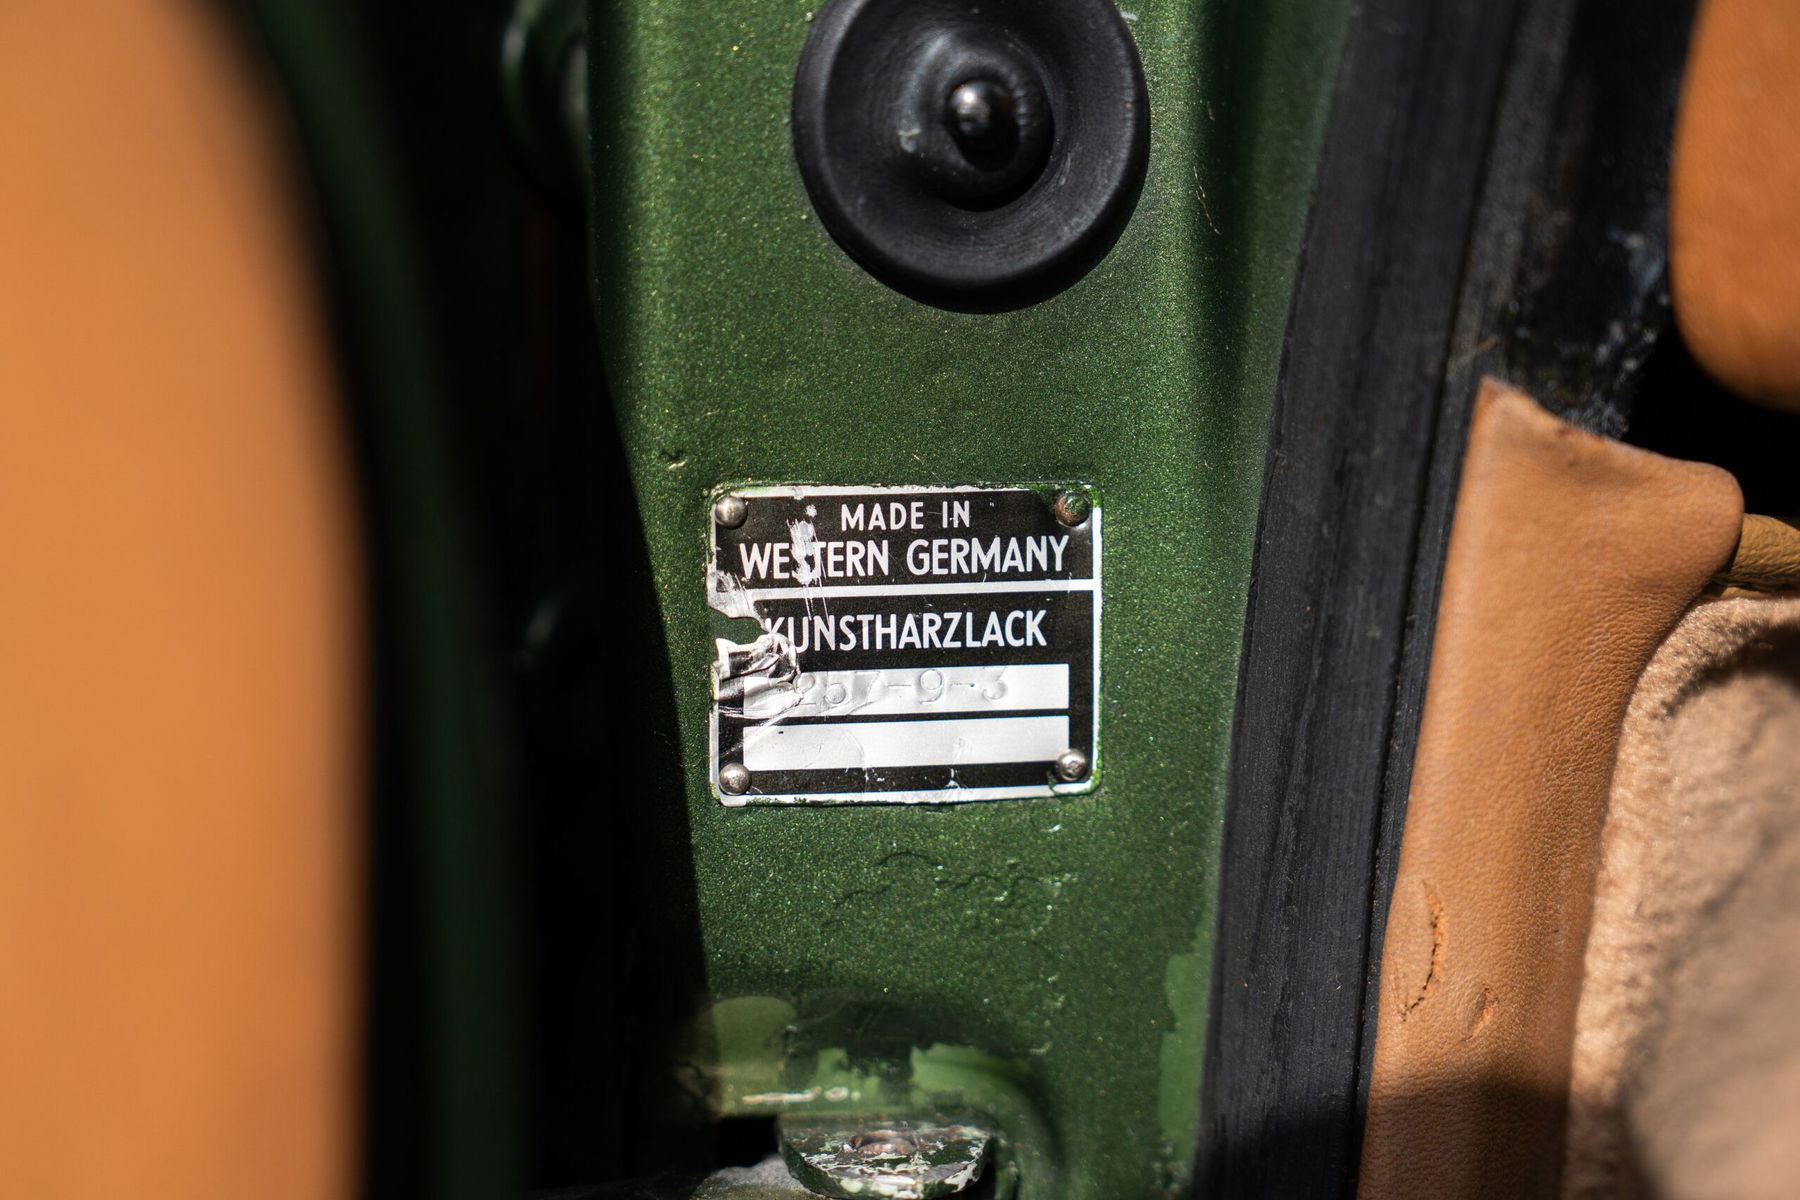 MADE IN
WESTERN GERMANY
KUNSTHARZLACK
257-9-3